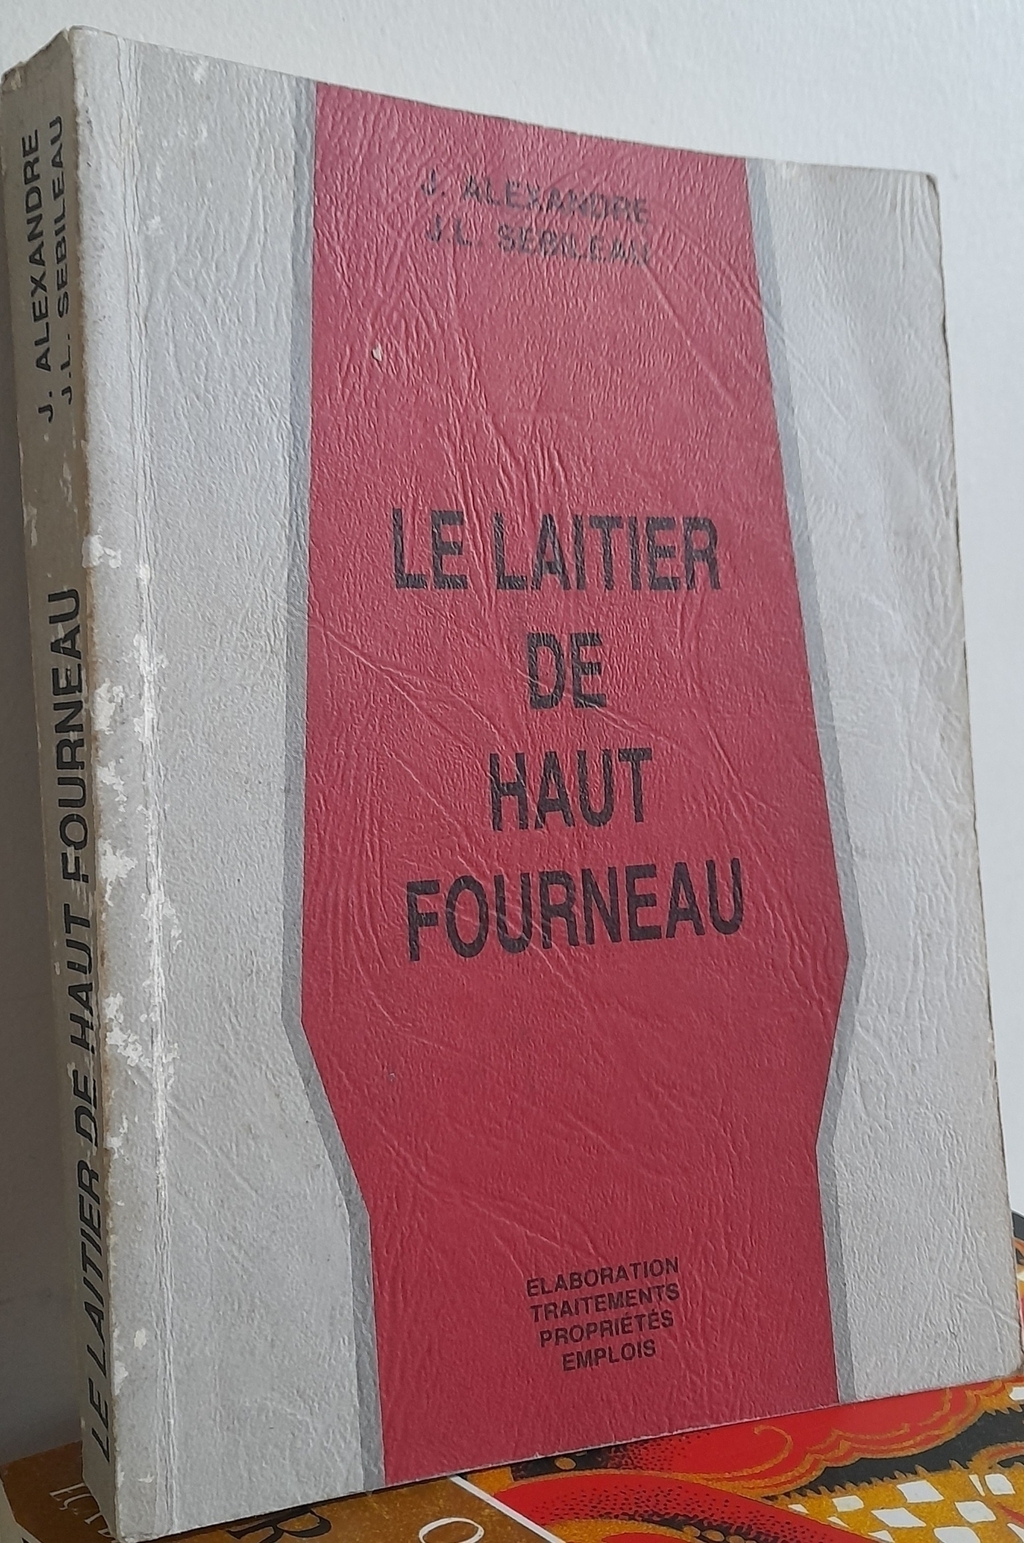 J. ALEXANDRE
J.L. SEBILEAU
LE LAITIER DE HAUT FOURNEAU
J. ALEXANDRE
J.L. SEBILEAU
LE LAITIER
DE
HAUT
FOURNEAU
ELABORATION
TRAITEMENTS
PROPRIÉTÉS
EMPLOIS